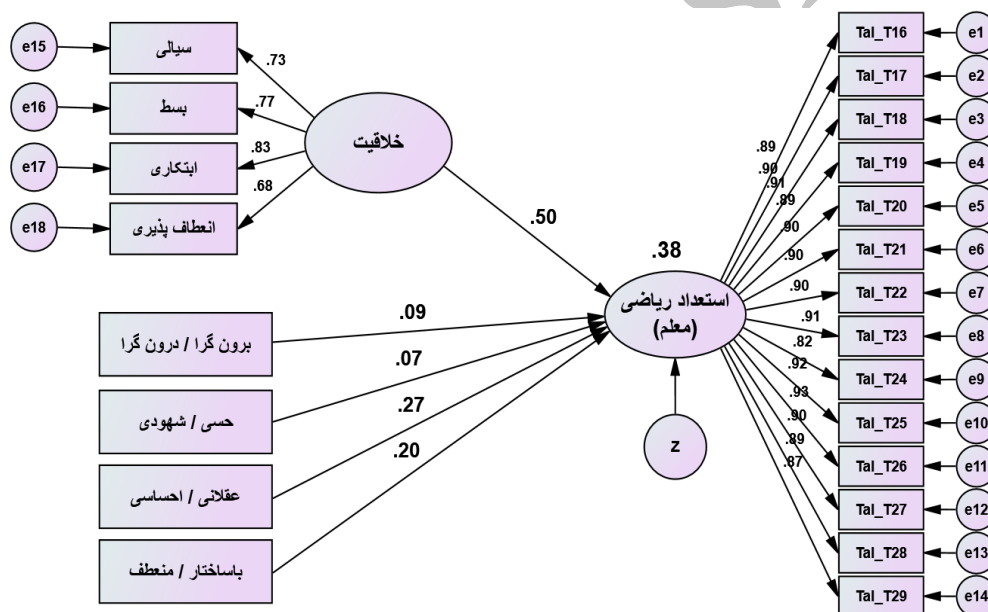 e15
سیالی
.73
e16
بسط
.77
e17
ابتکاری
.83
e18
انعطاف پذیری
.68
خلاقیت
.50
برون گرا / درون گرا
.09
حسی / شهودی
.07
عقلانی / احساسی
.27
باساختار / منعطف
.20
.38
استعداد ریاضی
(معلم)
z
.89
.90
.91
.89
.90
.90
.90
.91
.82
.92
.93
.90
.89
.87
Tal_T16
e1
Tal_T17
e2
Tal_T18
e3
Tal_T19
e4
Tal_T20
e5
Tal_T21
e6
Tal_T22
e7
Tal_T23
e8
Tal_T24
e9
Tal_T25
e10
Tal_T26
e11
Tal_T27
e12
Tal_T28
e13
Tal_T29
e14